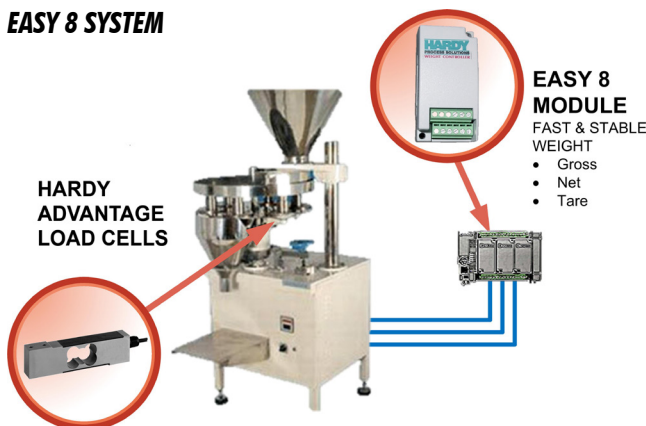 EASY 8 SYSTEM
HARDY
PROCESS SOLUTIONS
WEIGHT CONTROLLER
EASY 8
MODULE
FAST & STABLE
WEIGHT
• Gross
• Net
• Tare
HARDY
ADVANTAGE
LOAD CELLS